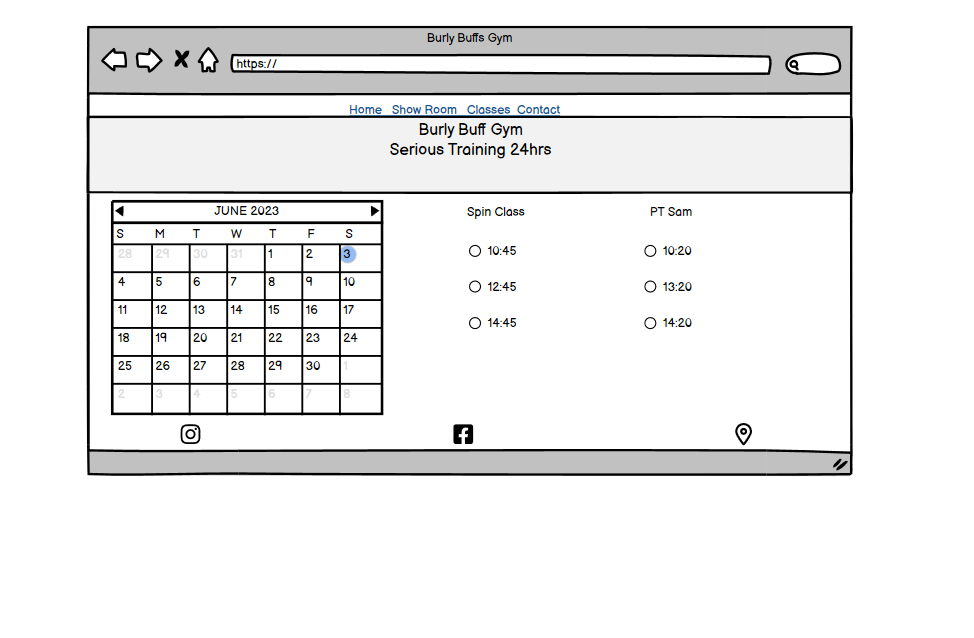 Burly Buffs Gym
https://
Home Show Room Classes Contact
Burly Buff Gym
Serious Training 24hrs
JUNE 2023
S M T W T F S
28 29 30 31 1 2 3
4 5 6 7 8 9 10
11 12 13 14 15 16 17
18 19 20 21 22 23 24
25 26 27 28 29 30 1
2 3 4 5 6 7 8
Spin Class
10:45
12:45
14:45
PT Sam
10:20
13:20
14:20